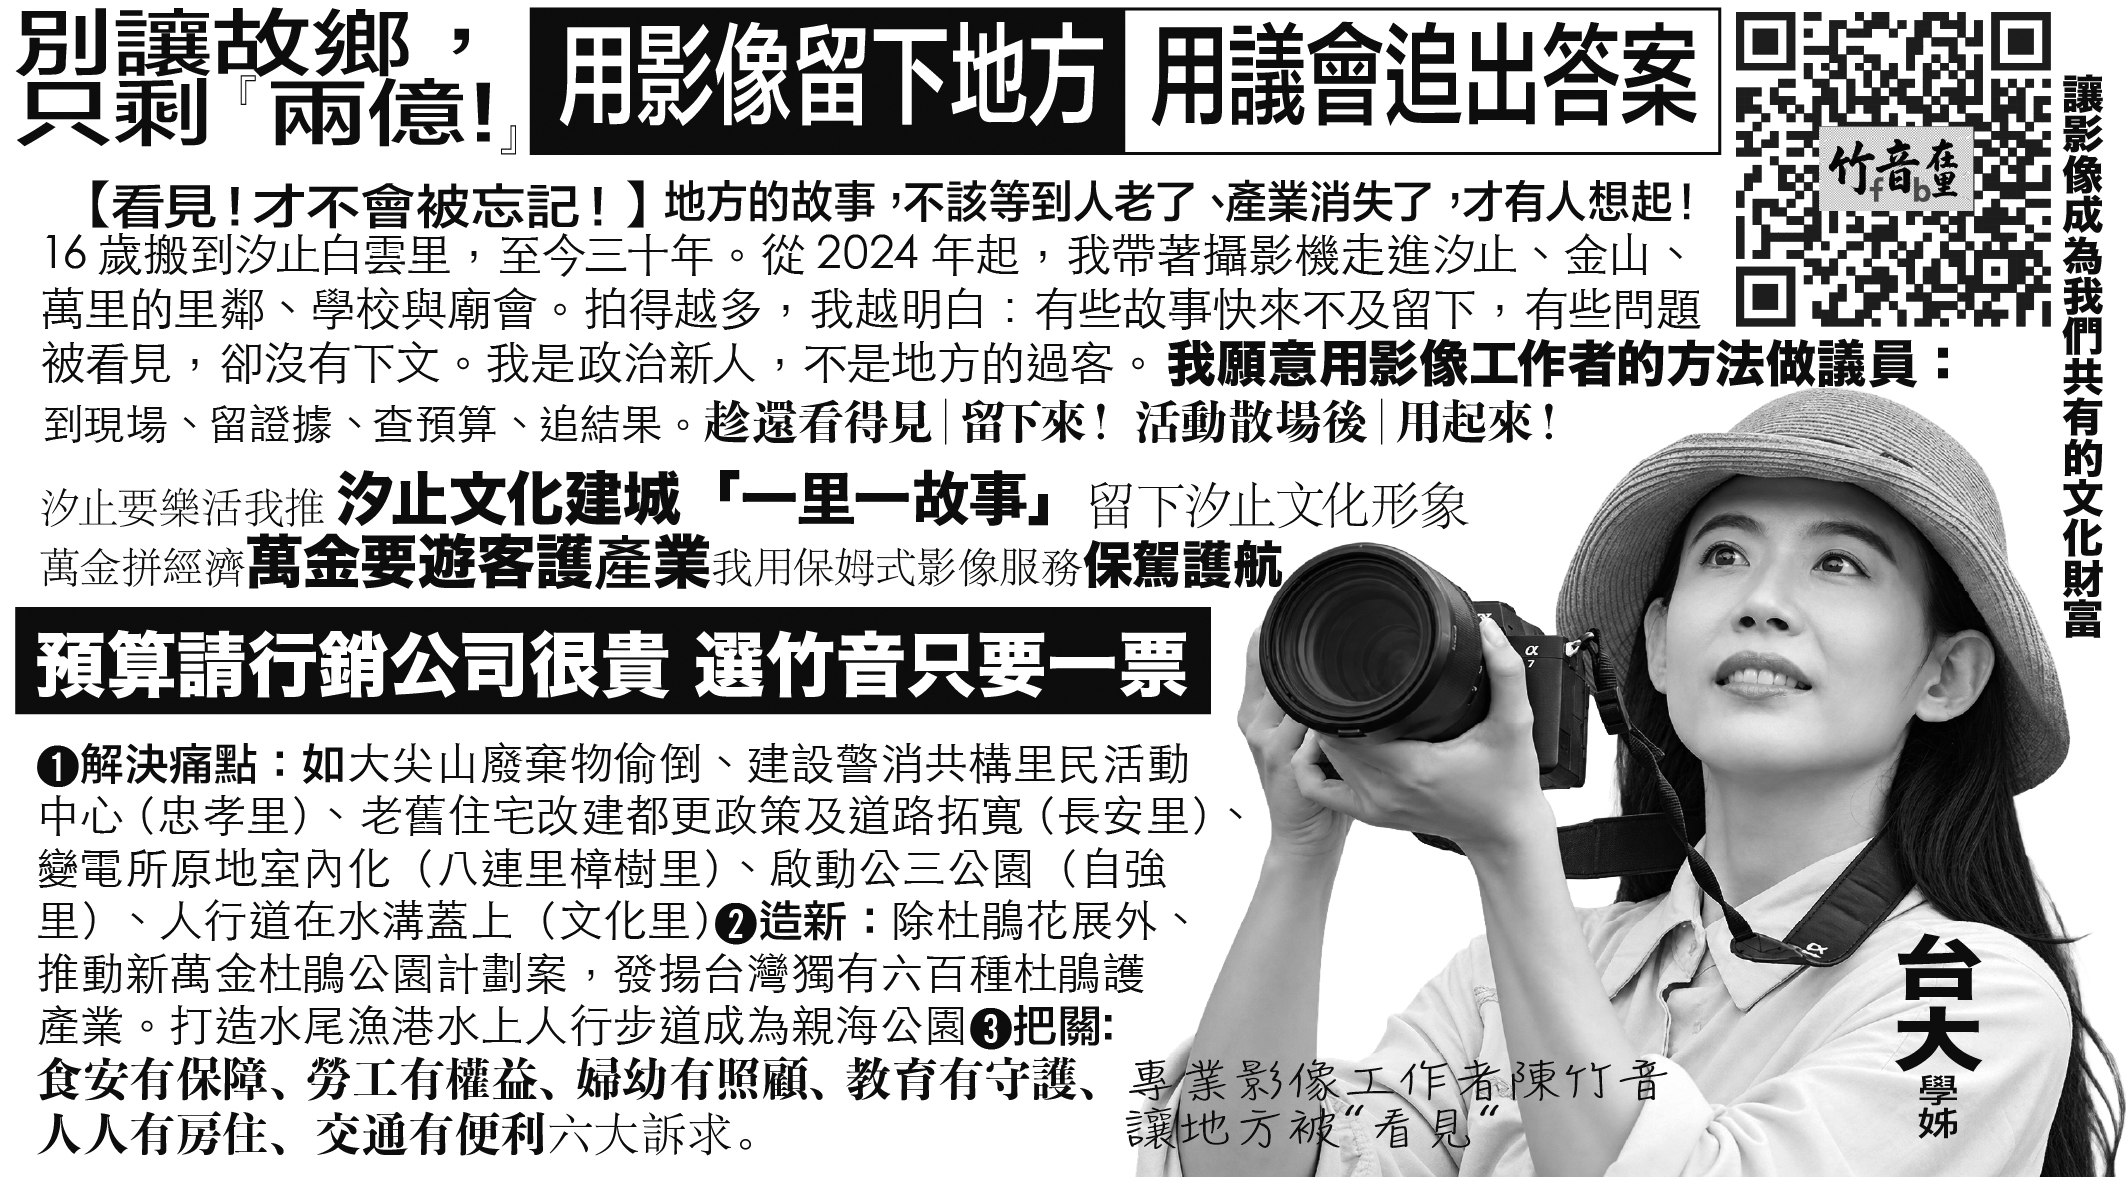 別讓故鄉，
只剩『兩億!』
用影像留下地方 用議會追出答案
竹音在里
fb
讓影像成為我們共有的文化財富
【看見！才不會被忘記！】地方的故事，不該等到人老了、產業消失了，才有人想起！
16 歲搬到汐止白雲里，至今三十年。從 2024 年起，我帶著攝影機走進汐止、金山、
萬里的里鄰、學校與廟會。拍得越多，我越明白：有些故事快來不及留下，有些問題
被看見，卻沒有下文。我是政治新人，不是地方的過客。我願意用影像工作者的方法做議員：
到現場、留證據、查預算、追結果。趁還看得見|留下來！活動散場後|用起來！
汐止要樂活我推 汐止文化建城「一里一故事」留下汐止文化形象
萬金拼經濟萬金要遊客護產業我用保姆式影像服務保駕護航
預算請行銷公司很貴 選竹音只要一票
❶解決痛點：如大尖山廢棄物偷倒、建設警消共構里民活動
中心（忠孝里）、老舊住宅改建都更政策及道路拓寬（長安里）、
變電所原地室內化（八連里樟樹里）、啟動公三公園（自強
里）、人行道在水溝蓋上（文化里）❷造新：除杜鵑花展外、
推動新萬金杜鵑公園計劃案，發揚台灣獨有六百種杜鵑護
產業。打造水尾漁港水上人行步道成為親海公園❸把關:
食安有保障、勞工有權益、婦幼有照顧、教育有守護、
人人有房住、交通有便利六大訴求。
α
7
α
台大學姊
專業影像工作者陳竹音
讓地方被“看見“